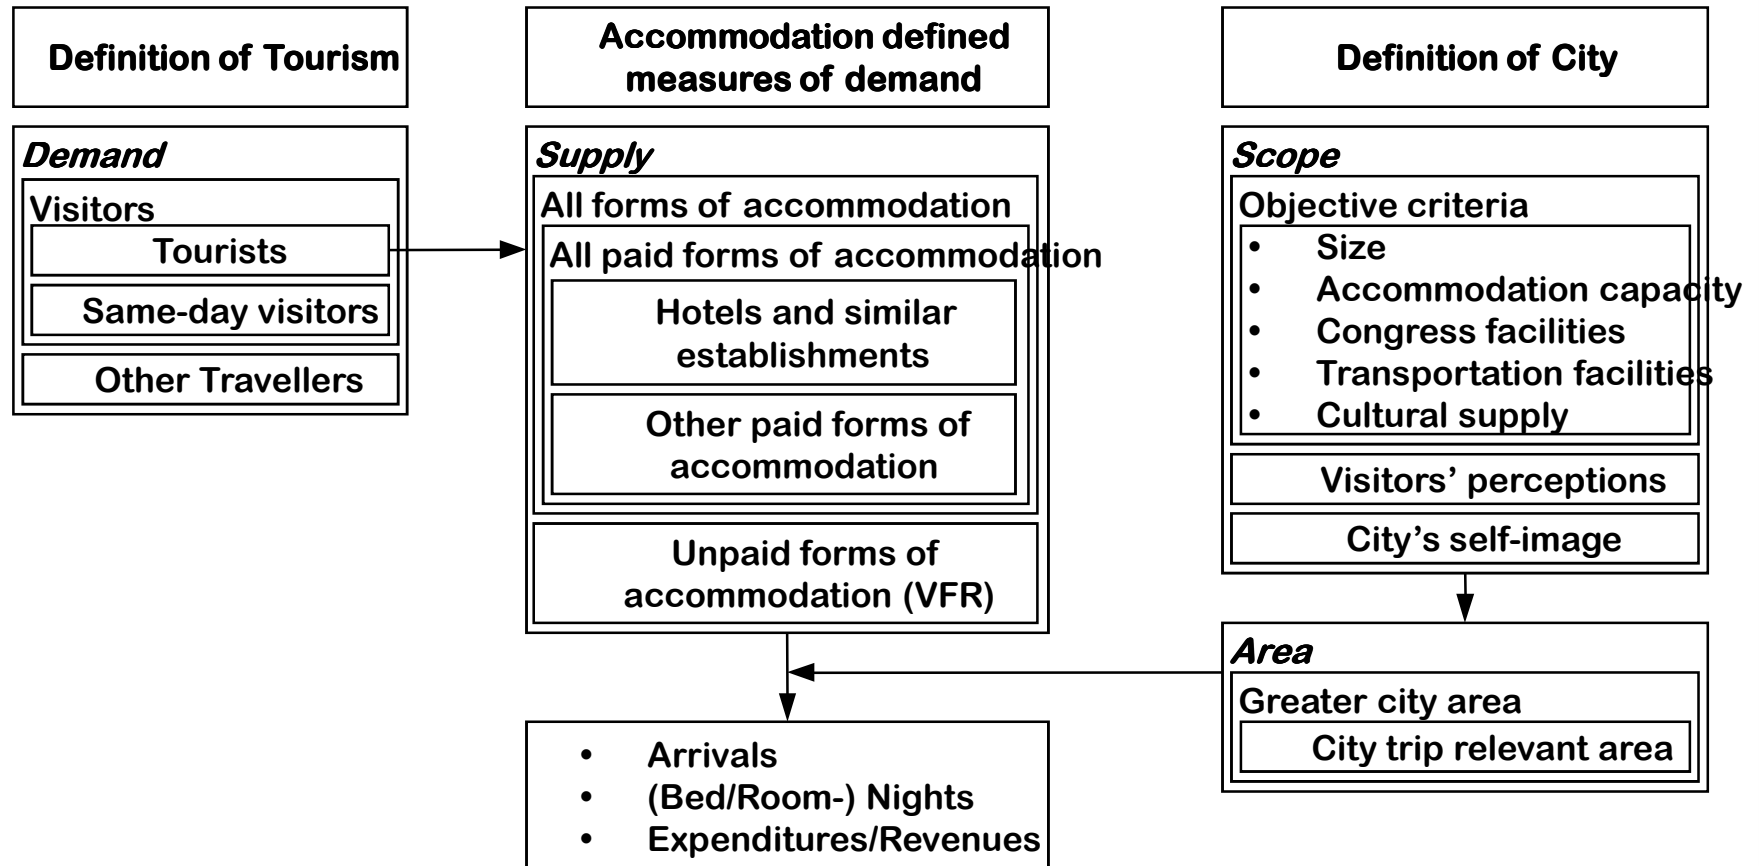 Definition of Tourism
Demand
Visitors
Tourists
Same-day visitors
Other Travellers
Accommodation defined
measures of demand
Supply
All forms of accommodation
All paid forms of accommodation
Hotels and similar
establishments
Other paid forms of
accommodation
Unpaid forms of
accommodation (VFR)
• Arrivals
• (Bed/Room-) Nights
• Expenditures/Revenues
Definition of City
Scope
Objective criteria
• Size
• Accommodation capacity
• Congress facilities
• Transportation facilities
• Cultural supply
Visitors’ perceptions
City’s self-image
Area
Greater city area
City trip relevant area